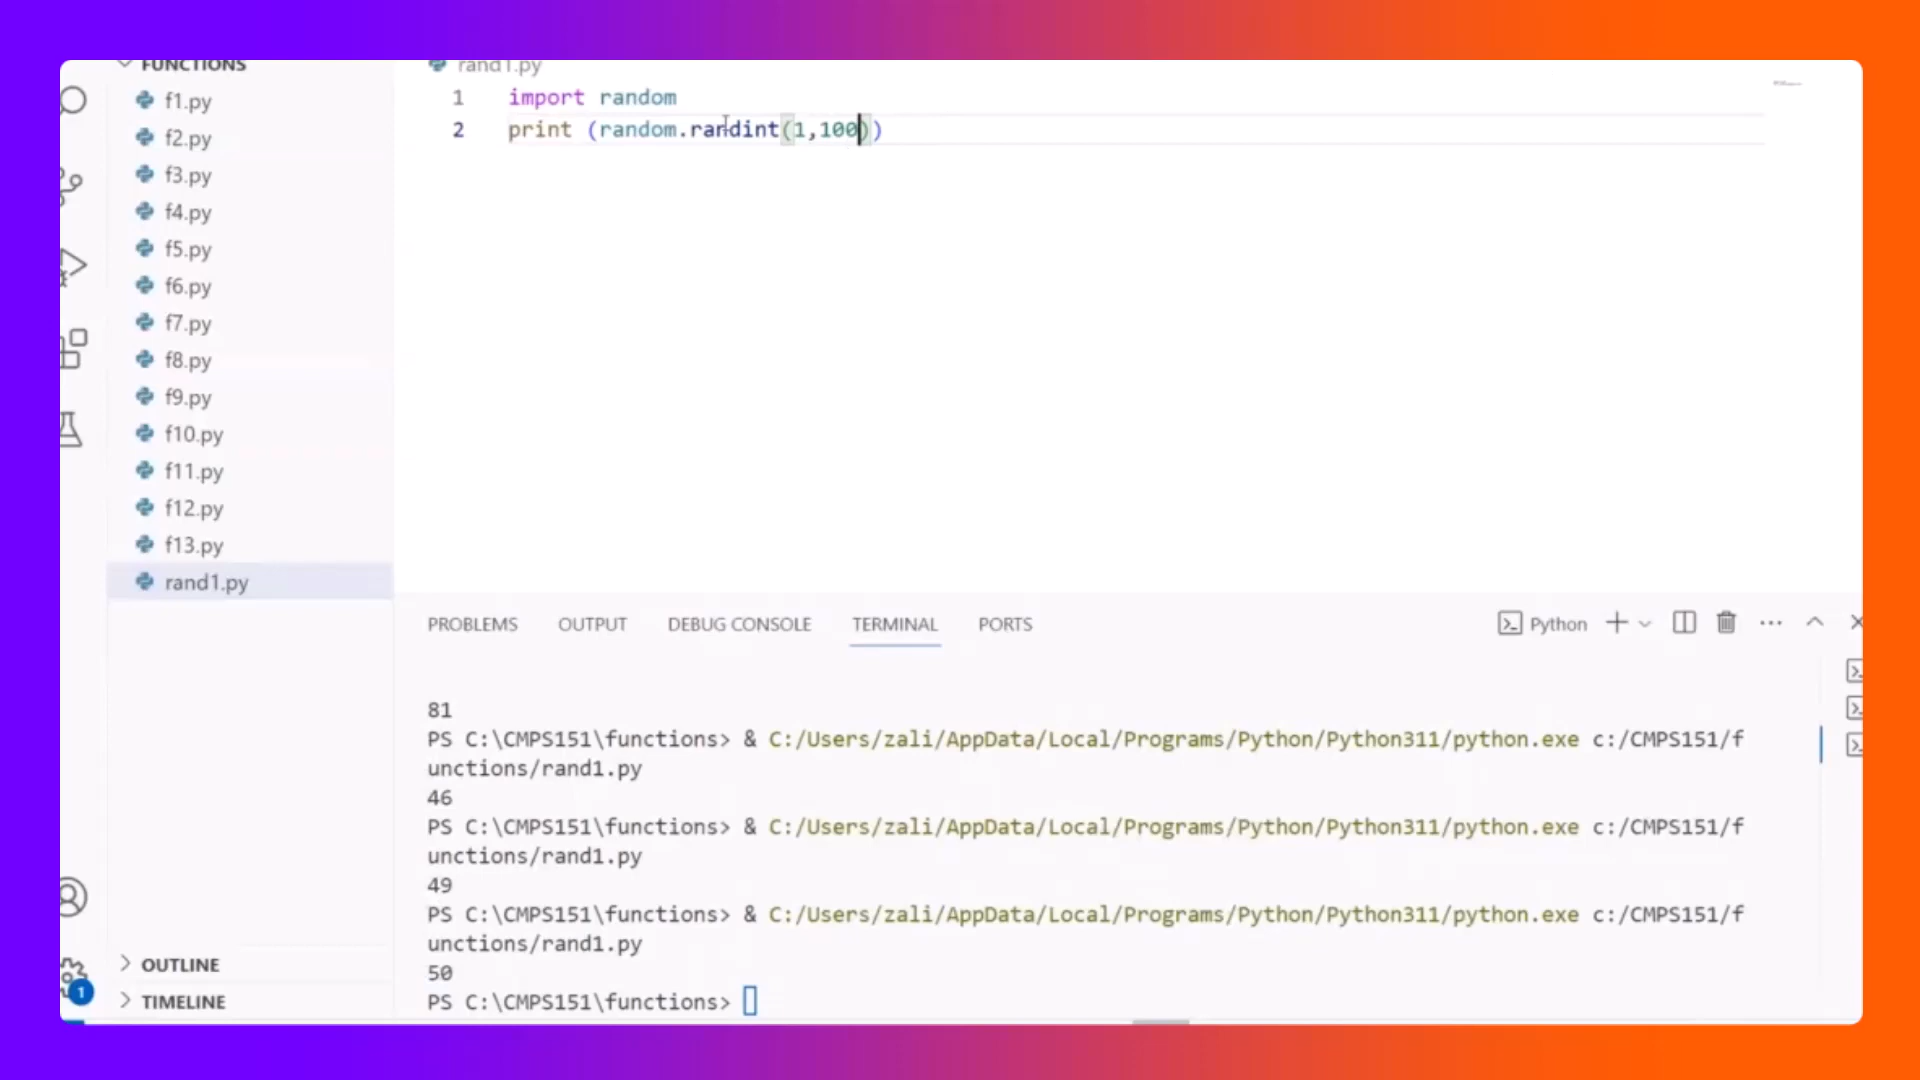 FUNCTIONS
f1.py
f2.py
f3.py
f4.py
f5.py
f6.py
f7.py
f8.py
f9.py
f10.py
f11.py
f12.py
f13.py
rand1.py
OUTLINE
1
TIMELINE
rand1.py
1 import random
2 print (random.randint(1,100))
PROBLEMS OUTPUT DEBUG CONSOLE TERMINAL PORTS Python
81
PS C:\CMPS151\functions> & C:/Users/zali/AppData/Local/Programs/Python/Python311/python.exe c:/CMPS151/f
unctions/rand1.py
46
PS C:\CMPS151\functions> & C:/Users/zali/AppData/Local/Programs/Python/Python311/python.exe c:/CMPS151/f
unctions/rand1.py
49
PS C:\CMPS151\functions> & C:/Users/zali/AppData/Local/Programs/Python/Python311/python.exe c:/CMPS151/f
unctions/rand1.py
50
PS C:\CMPS151\functions>